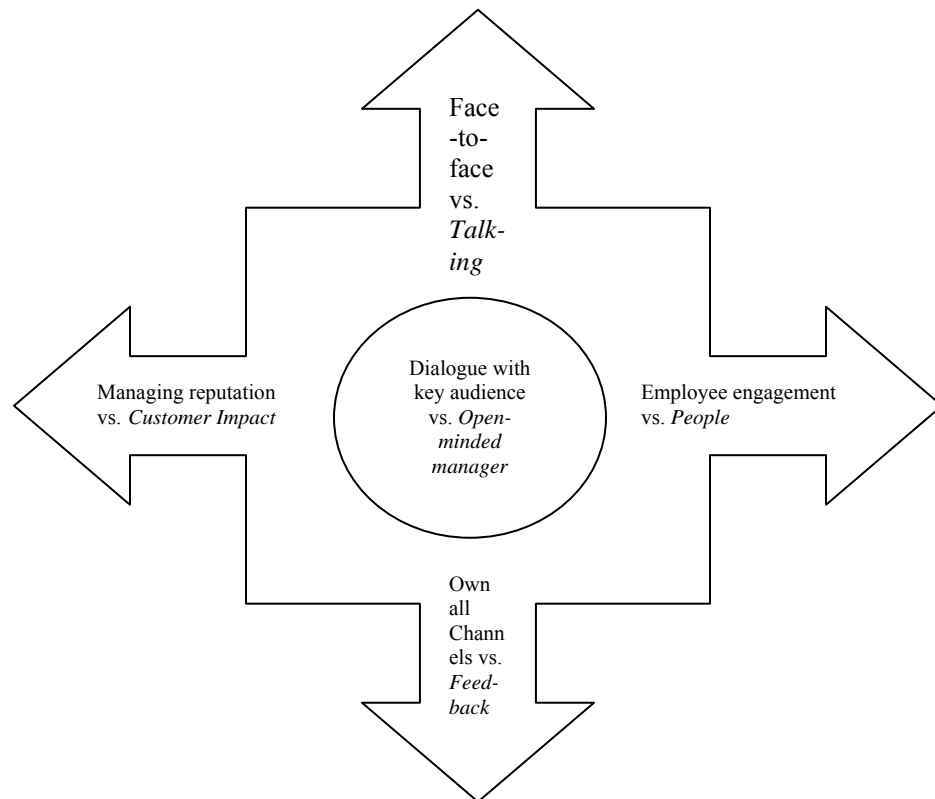 Face
-to-
face
vs.
Talk-
ing
Dialogue with
key audience
vs. Open-
minded
manager
Managing reputation
vs. Customer Impact
Employee engagement
vs. People
Own
all
Chann
els vs.
Feed-
back